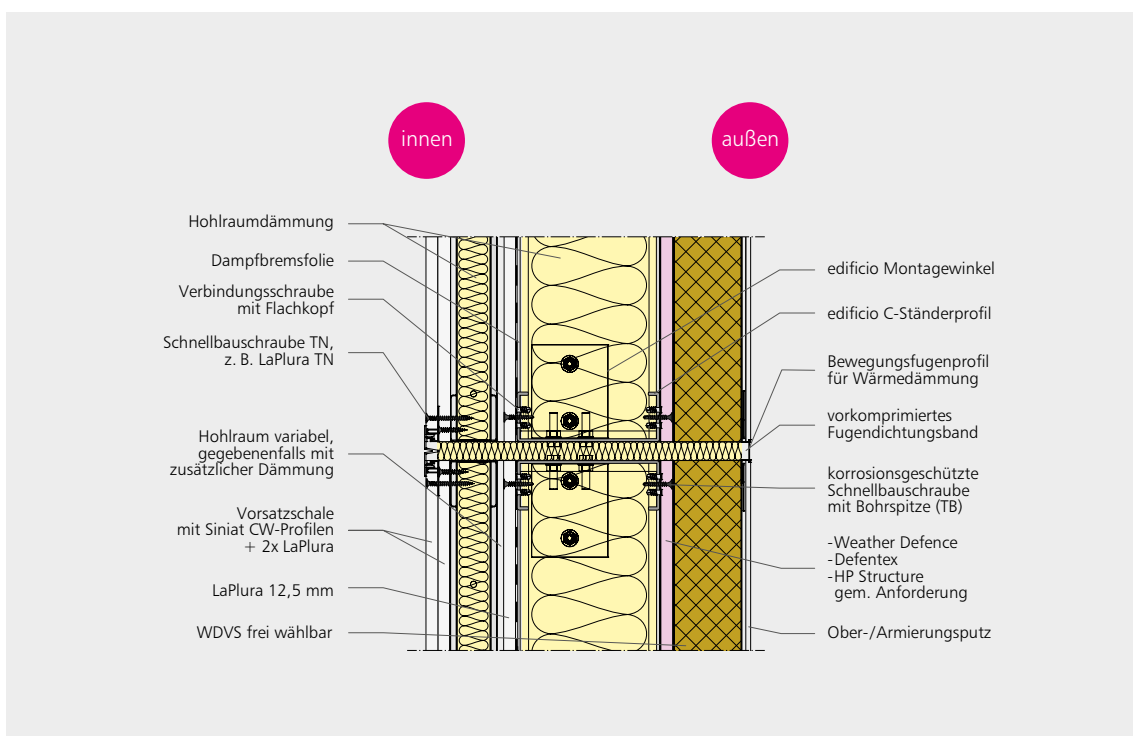 innen
außen
Hohlraumdämmung
Dampfbremsfolie
Verbindungsschraube
mit Flachkopf
Schnellbauschraube TN,
z. B. LaPlura TN
Hohlraum variabel,
gegebenenfalls mit
zusätzlicher Dämmung
Vorsatzschale
mit Siniat CW-Profilen
+ 2x LaPlura
LaPlura 12,5 mm
WDVS frei wählbar
edificio Montagewinkel
edificio C-Ständerprofil
Bewegungsfugenprofil
für Wärmedämmung
vorkomprimiertes
Fugendichtungsband
korrosionsgeschützte
Schnellbauschraube
mit Bohrspitze (TB)
-Weather Defence
-Defentex
-HP Structure
gem. Anforderung
Ober-/Armierungsputz